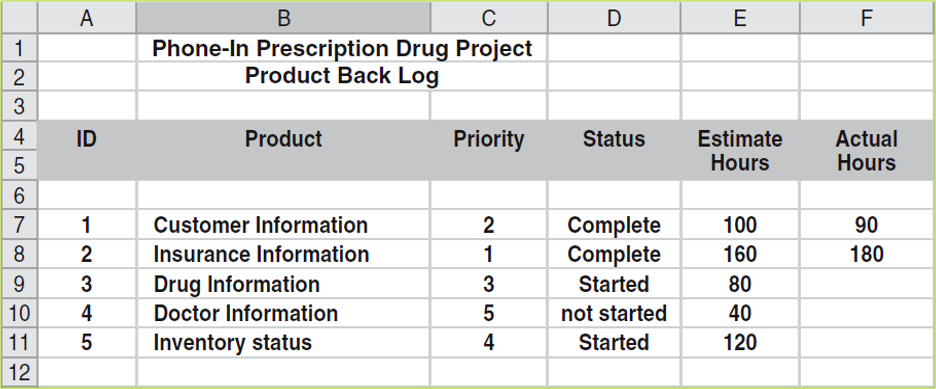 A B C D E F
1 Phone-In Prescription Drug Project
2 Product Back Log
3
4 ID Product Priority Status Estimate Actual
5 Hours Hours
6
7 1 Customer Information 2 Complete 100 90
8 2 Insurance Information 1 Complete 160 180
9 3 Drug Information 3 Started 80
10 4 Doctor Information 5 not started 40
11 5 Inventory status 4 Started 120
12